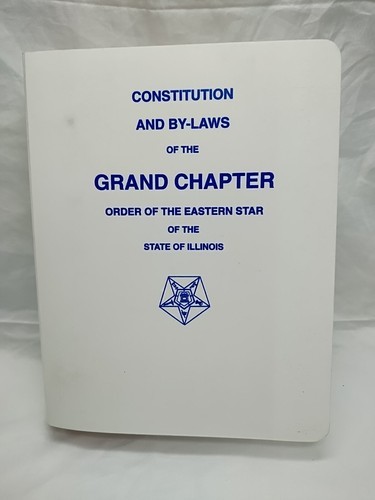 CONSTITUTION
AND BY-LAWS
OF THE
GRAND CHAPTER
ORDER OF THE EASTERN STAR
OF THE
STATE OF ILLINOIS